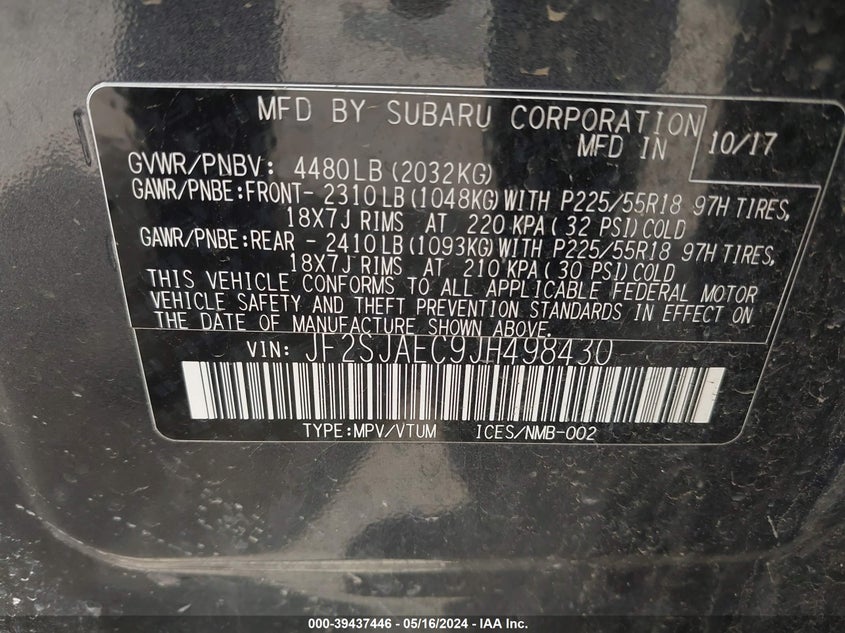 MFD BY SUBARU CORPORATION
MFD IN 10/17
GVWR/PNBV: 4480LB(2032KG)
GAWR/PNBE:FRONT- 2310LB(1048KG)WITH P225/55R18 97H TIRES,
18X7J RIMS AT 220 KPA( 32 PSI)COLD
GAWR/PNBE:REAR - 2410LB(1093KG)WITH P225/55R18 97H TIRES,
18X7J RIMS AT 210 KPA( 30 PSI)COLD
THIS VEHICLE CONFORMS TO ALL APPLICABLE FEDERAL MOTOR
VEHICLE SAFETY AND THEFT PREVENTION STANDARDS IN EFFECT ON
THE DATE OF MANUFACTURE SHOWN ABOVE.
VIN: JF2SJAEC9JH498430
TYPE:MPV/VTUM ICES/NMB-002
000-39437446 - 05/16/2024 - IAA Inc.